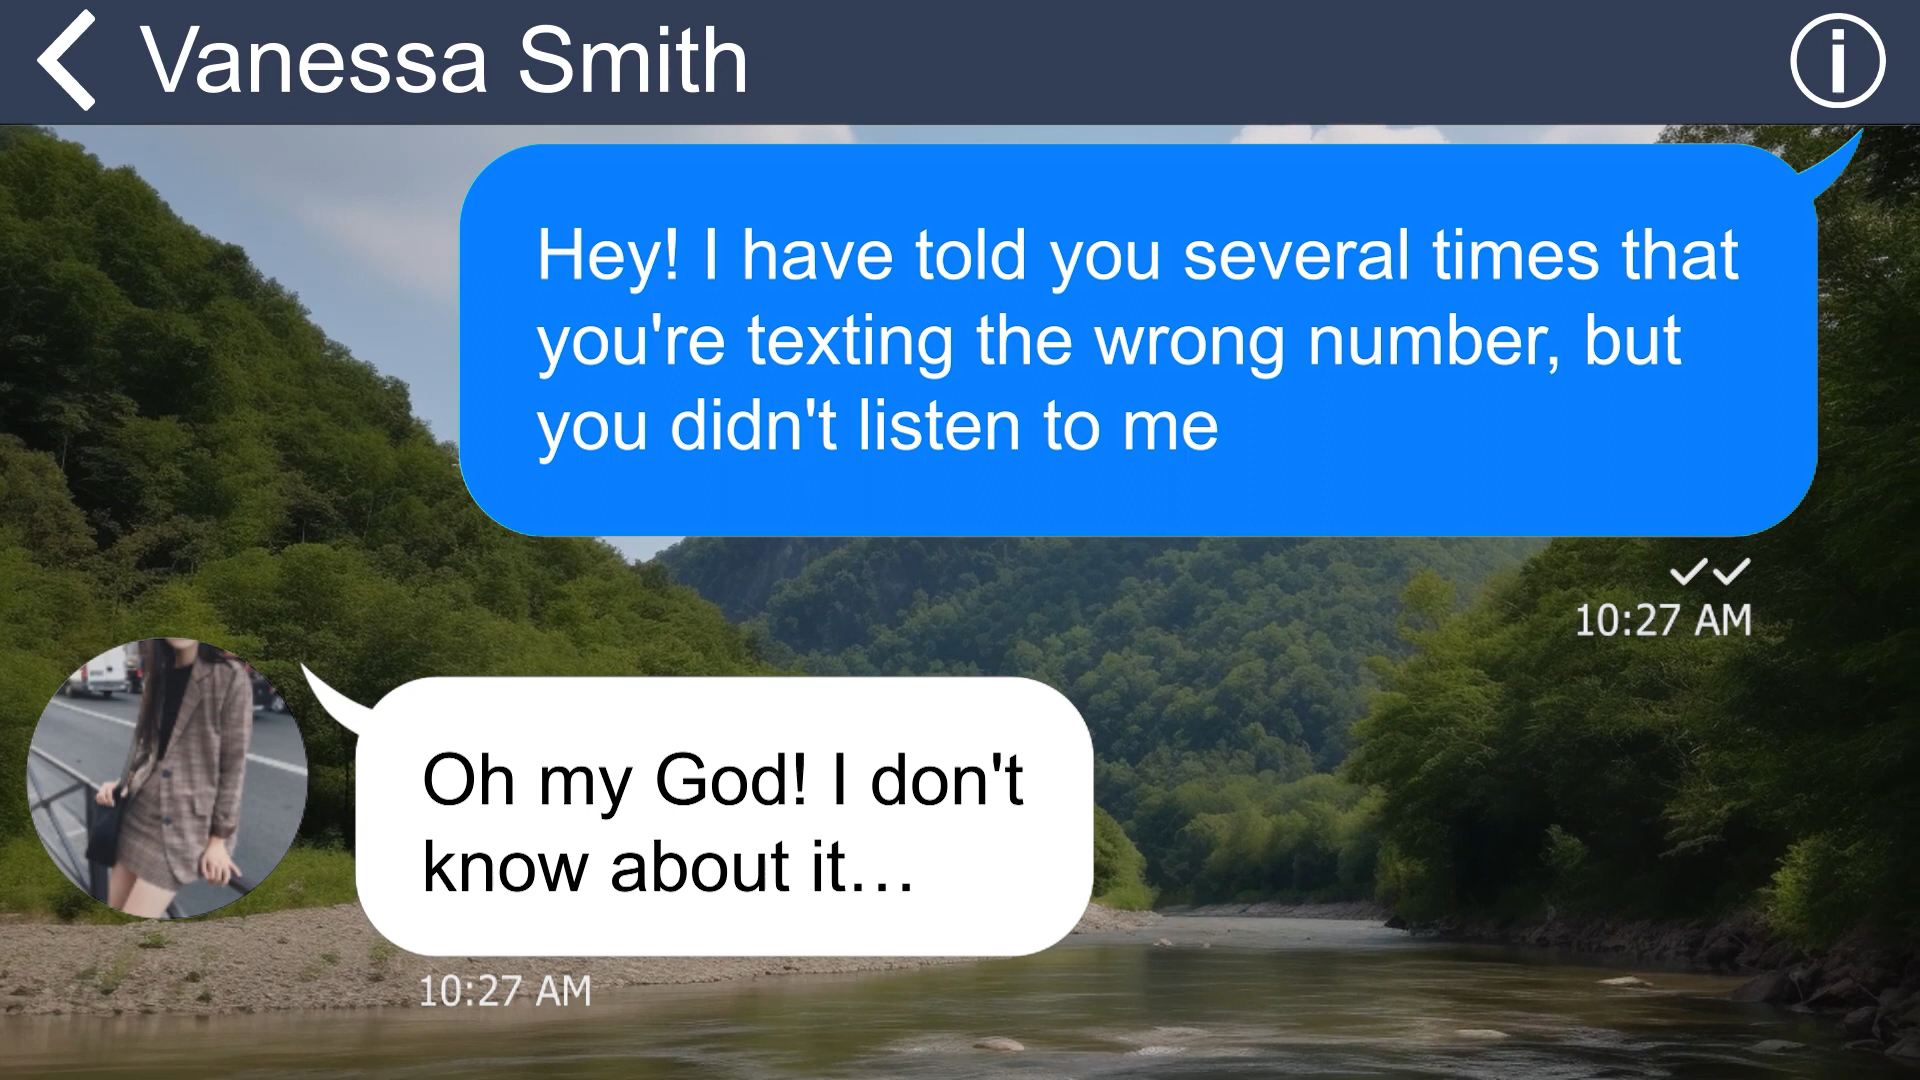 Vanessa Smith
Hey! I have told you several times that
you're texting the wrong number, but
you didn't listen to me
10:27 AM
Oh my God! I don't
know about it…
10:27 AM